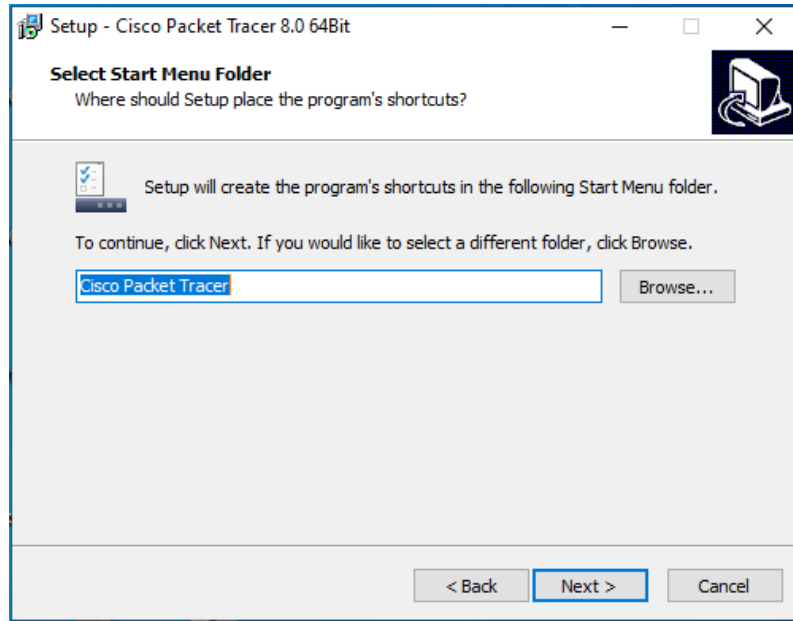 Setup - Cisco Packet Tracer 8.0 64Bit
Select Start Menu Folder
Where should Setup place the program's shortcuts?
Setup will create the program's shortcuts in the following Start Menu folder.
To continue, click Next. If you would like to select a different folder, click Browse.
Cisco Packet Tracer
Browse...
< Back
Next >
Cancel